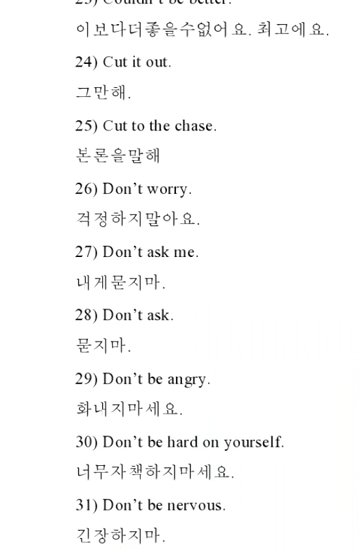 23) Couldn't be better.
이보다더좋을수없어요. 최고에요.
24) Cut it out.
그만해.
25) Cut to the chase.
본론을말해
26) Don't worry.
걱정하지말아요.
27) Don't ask me.
내게묻지마.
28) Don't ask.
묻지마.
29) Don't be angry.
화내지마세요.
30) Don't be hard on yourself.
너무자책하지마세요.
31) Don't be nervous.
긴장하지마.